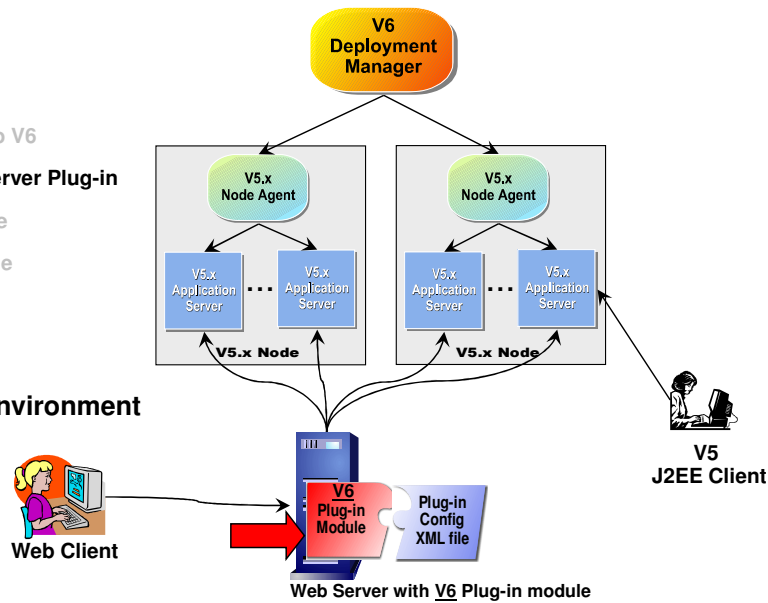 V6
Deployment
Manager
o V6
erver Plug-in
e
e
nvironment
V5.x
Node Agent
V5.x
Node Agent
V5.x
Application
Server
...
V5.x
Application
Server
V5.x
Application
Server
...
V5.x
Application
Server
V5.x Node
V5.x Node
V5
J2EE Client
Web Client
V6
Plug-in
Module
Plug-in
Config
XML file
Web Server with V6 Plug-in module